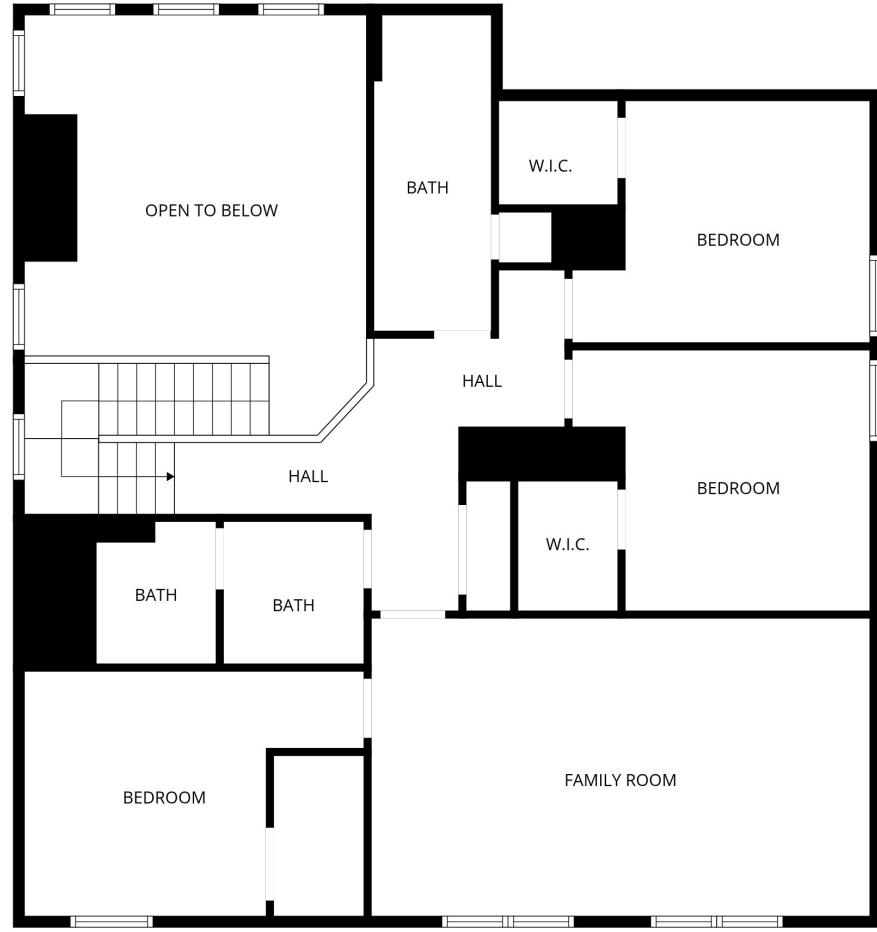 BATH
W.I.C.
OPEN TO BELOW
BEDROOM
HALL
HALL
BEDROOM
W.I.C.
BATH
BATH
FAMILY ROOM
BEDROOM